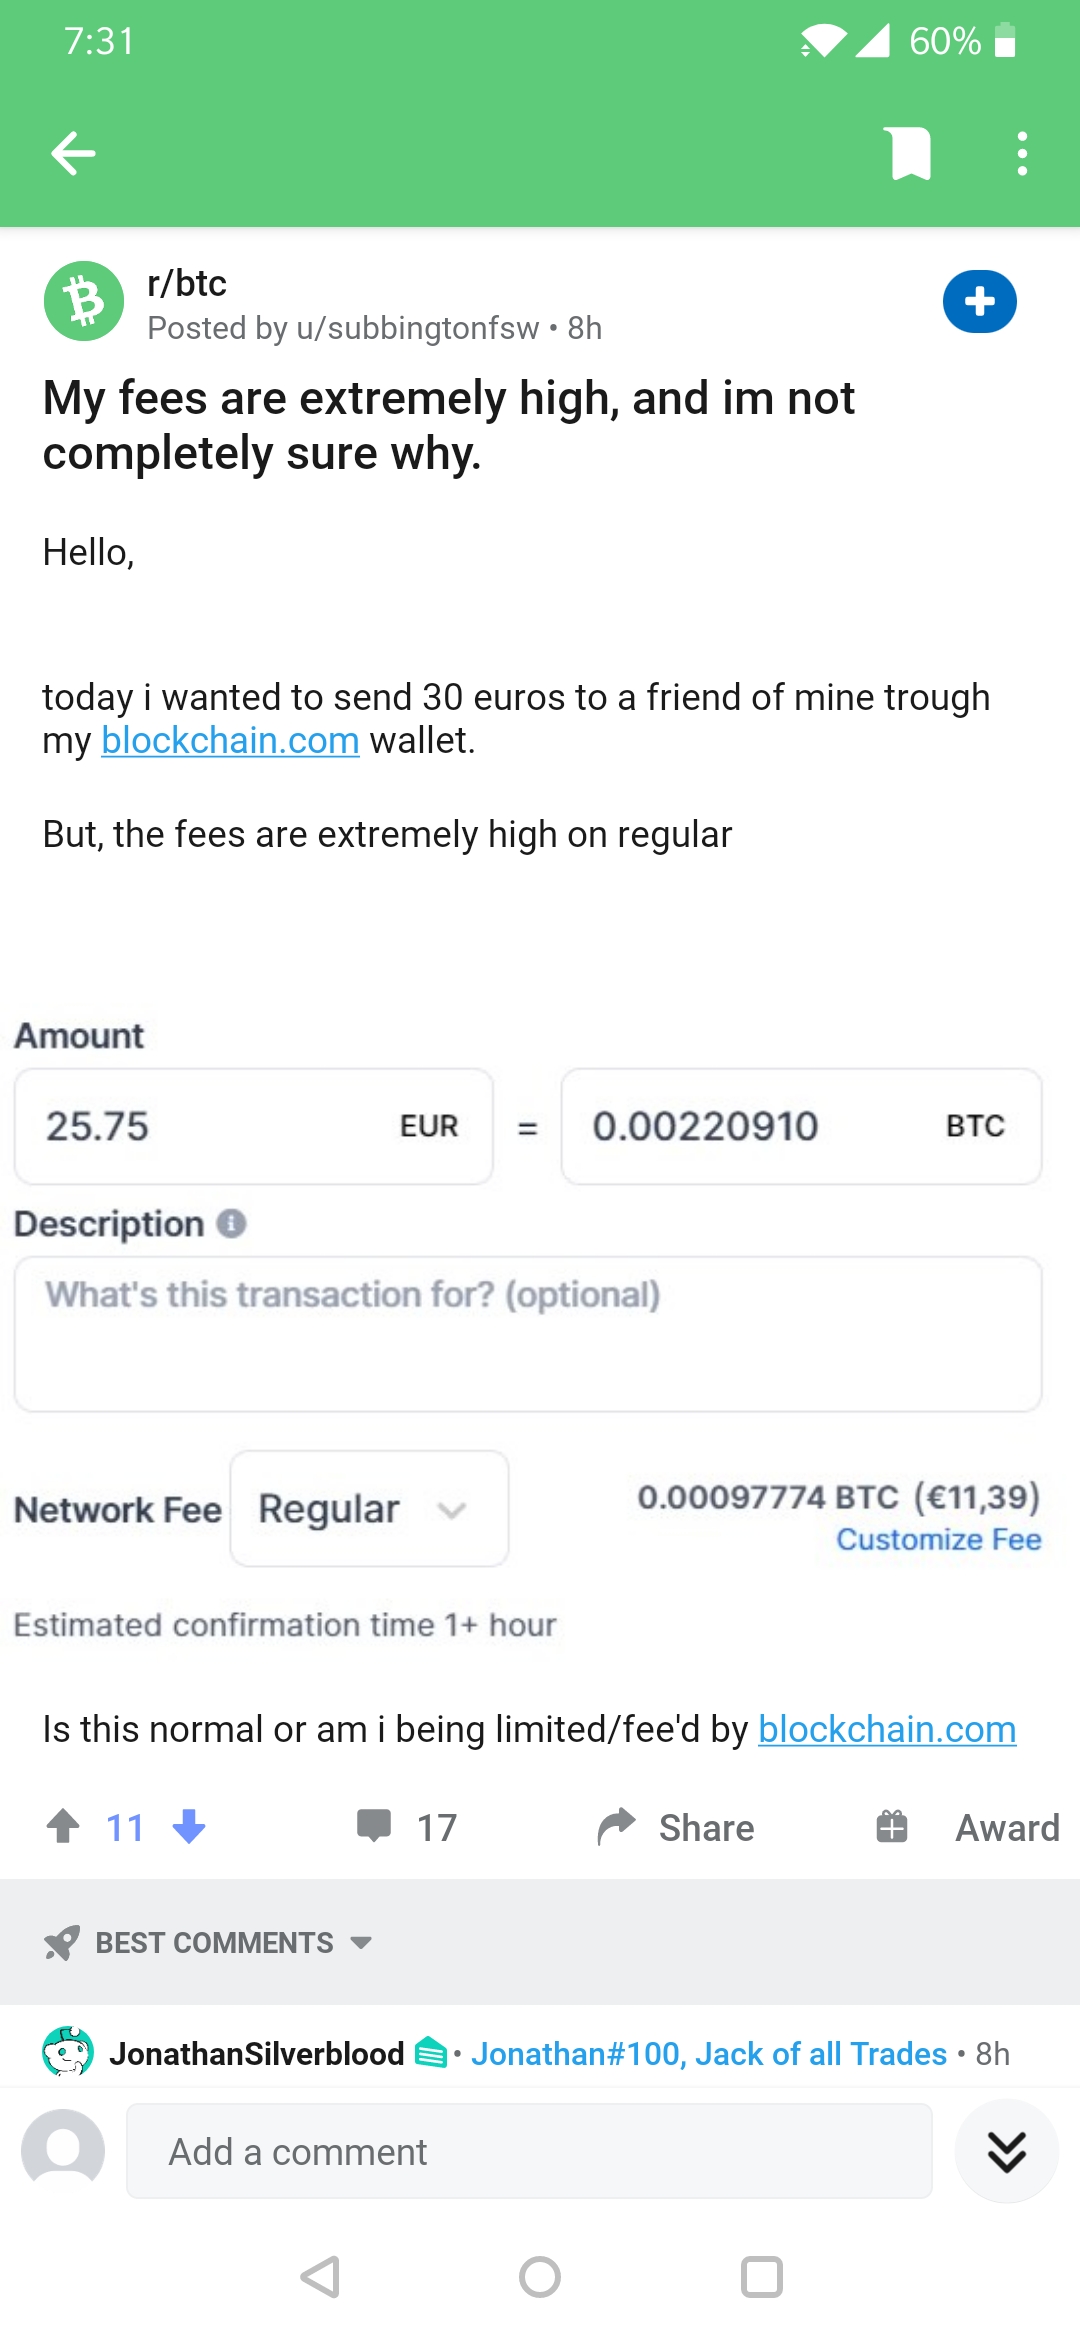 7:31
60%
r/btc
Posted by u/subbingtonfsw • 8h
My fees are extremely high, and im not
completely sure why.
Hello,
today i wanted to send 30 euros to a friend of mine trough
my blockchain.com wallet.
But, the fees are extremely high on regular
Amount
25.75 EUR = 0.00220910 BTC
Description
What's this transaction for? (optional)
Network Fee Regular 0.00097774 BTC (€11,39)
Customize Fee
Estimated confirmation time 1+ hour
Is this normal or am i being limited/fee'd by blockchain.com
11 17 Share Award
BEST COMMENTS
JonathanSilverblood • Jonathan#100, Jack of all Trades • 8h
Add a comment